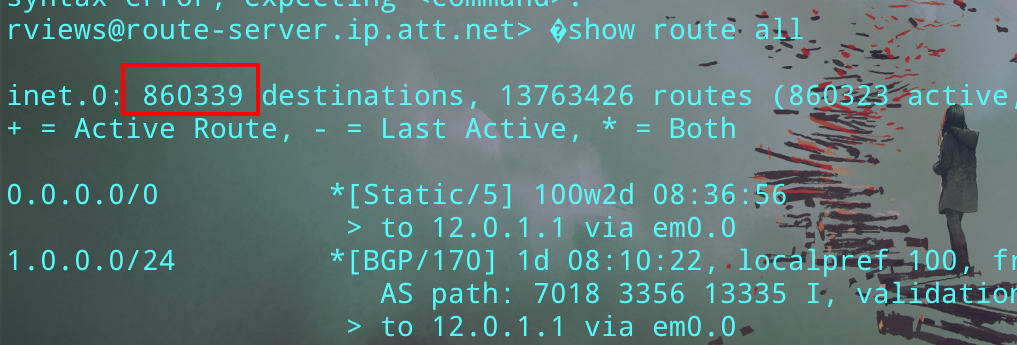 syntax error, expecting <command>.
rviews@route-server.ip.att.net> �show route all
inet.0: 860339 destinations, 13763426 routes (860323 active,
+ = Active Route, - = Last Active, * = Both
0.0.0.0/0 *[Static/5] 100w2d 08:36:56
> to 12.0.1.1 via em0.0
1.0.0.0/24 *[BGP/170] 1d 08:10:22, localpref 100, fr
AS path: 7018 3356 13335 I, validation
> to 12.0.1.1 via em0.0